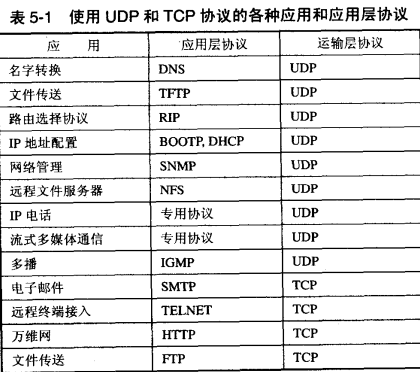 表 5-1 使用 UDP 和 TCP 协议的各种应用和应用层协议
应 用 应用层协议 运输层协议
名字转换 DNS UDP
文件传送 TFTP UDP
路由选择协议 RIP UDP
IP 地址配置 BOOTP, DHCP UDP
网络管理 SNMP UDP
远程文件服务器 NFS UDP
IP 电话 专用协议 UDP
流式多媒体通信 专用协议 UDP
多播 IGMP UDP
电子邮件 SMTP TCP
远程终端接入 TELNET TCP
万维网 HTTP TCP
文件传送 FTP TCP